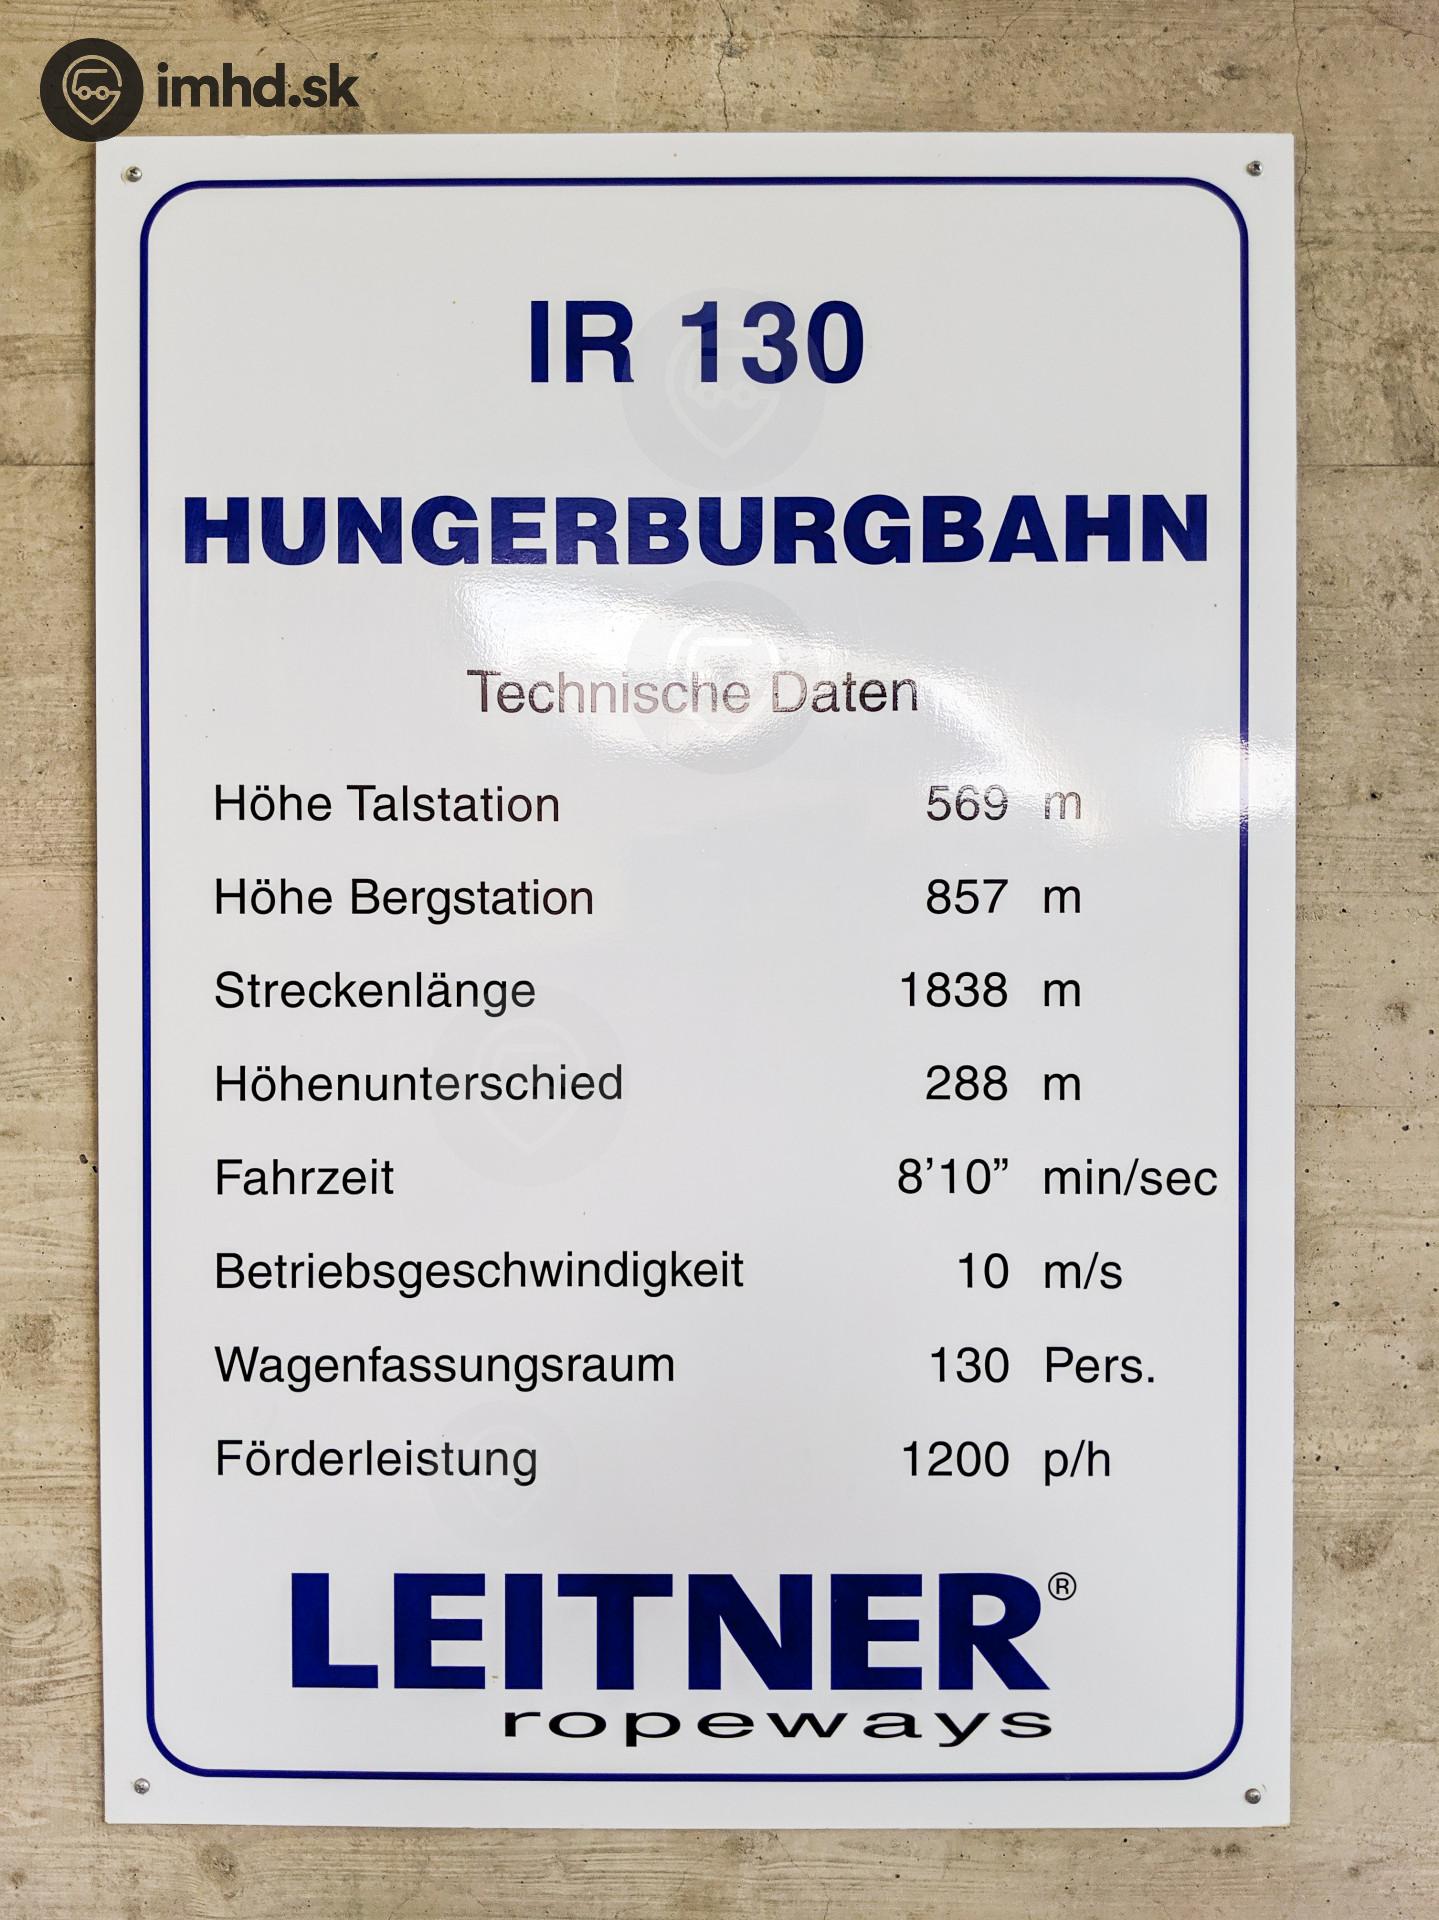 imhd.sk
IR 130
HUNGERBURGBAHN
Technische Daten
Höhe Talstation 569 m
Höhe Bergstation 857 m
Streckenlänge 1838 m
Höhenunterschied 288 m
Fahrzeit 8’10” min/sec
Betriebsgeschwindigkeit 10 m/s
Wagenfassungsraum 130 Pers.
Förderleistung 1200 p/h
LEITNER®
ropeways